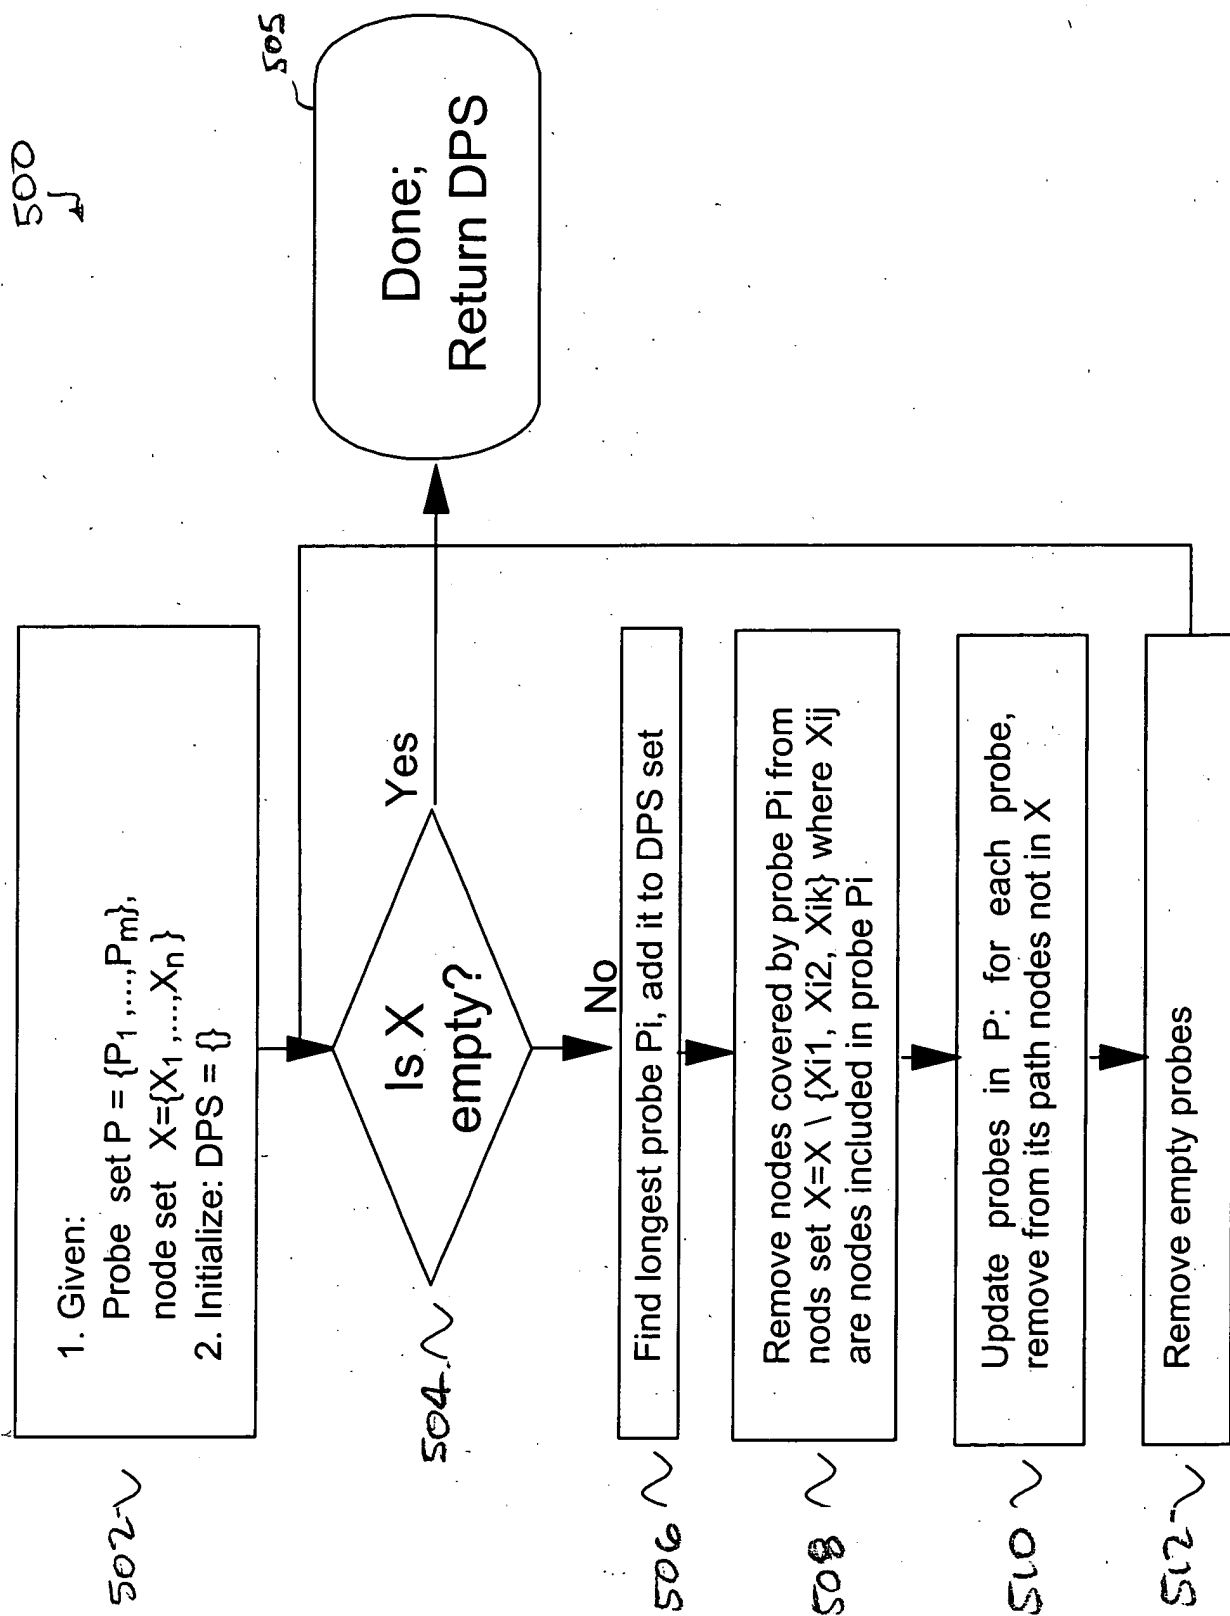 500
502
1. Given:
Probe set P = {P1 ,....,Pm},
node set X={X1 ,....,Xn}
2. Initialize: DPS = {}
504
Is X
empty?
Yes
505
Done;
Return DPS
No
506
Find longest probe Pi, add it to DPS set
508
Remove nodes covered by probe Pi from
nods set X=X \ {Xi1, Xi2, Xik} where Xij
are nodes included in probe Pi
510
Update probes in P: for each probe,
remove from its path nodes not in X
512
Remove empty probes